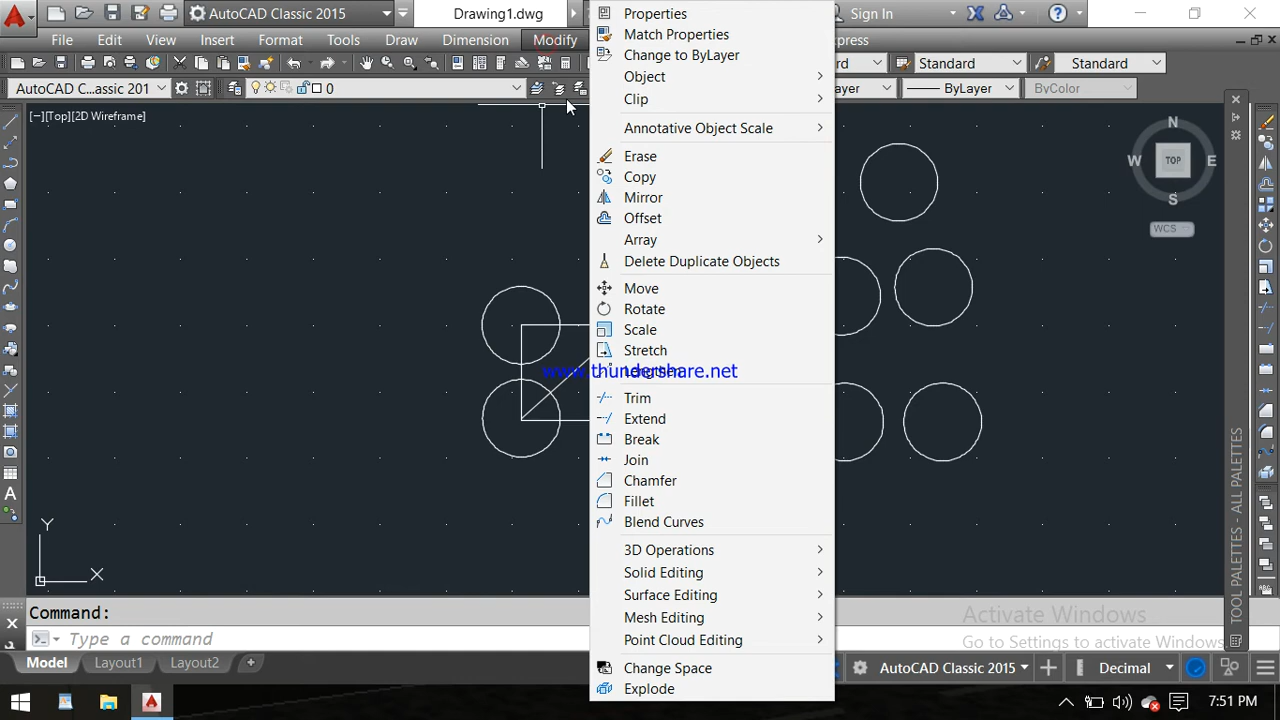 AutoCAD Classic 2015
Drawing1.dwg
Sign In
File Edit View Insert Format Tools Draw Dimension Modify
xpress
Standard
Standard
AutoCAD C...assic 201
0
ByLayer
ByColor
[−][Top][2D Wireframe]
Properties
Match Properties
Change to ByLayer
Object
Clip
Annotative Object Scale
Erase
Copy
Mirror
Offset
Array
Delete Duplicate Objects
Move
Rotate
Scale
Stretch
www.thundershare.net
Trim
Extend
Break
Join
Chamfer
Fillet
Blend Curves
3D Operations
Solid Editing
Surface Editing
Mesh Editing
Point Cloud Editing
Change Space
Explode
N
W TOP E
S
WCS
TOOL PALETTES - ALL PALETTES
Y
X
Command:
Type a command
Activate Windows
Go to Settings to activate Windows.
Model Layout1 Layout2
AutoCAD Classic 2015
Decimal
7:51 PM